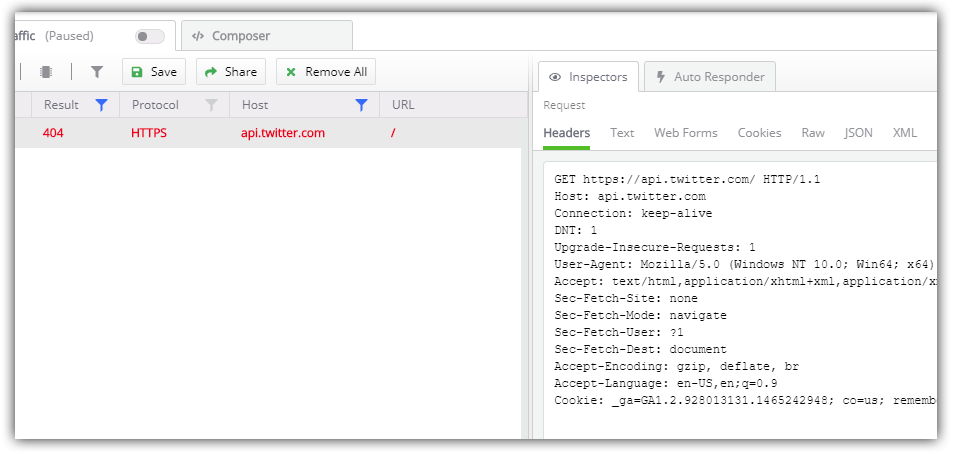 affic (Paused)
Composer
Save
Share
Remove All
Inspectors
Auto Responder
Result
Protocol
Host
URL
Request
404
HTTPS
api.twitter.com
/
Headers
Text
Web Forms
Cookies
Raw
JSON
XML
GET https://api.twitter.com/ HTTP/1.1
Host: api.twitter.com
Connection: keep-alive
DNT: 1
Upgrade-Insecure-Requests: 1
User-Agent: Mozilla/5.0 (Windows NT 10.0; Win64; x64)
Accept: text/html,application/xhtml+xml,application/x
Sec-Fetch-Site: none
Sec-Fetch-Mode: navigate
Sec-Fetch-User: ?1
Sec-Fetch-Dest: document
Accept-Encoding: gzip, deflate, br
Accept-Language: en-US,en;q=0.9
Cookie: _ga=GA1.2.928013131.1465242948; co=us; rememb